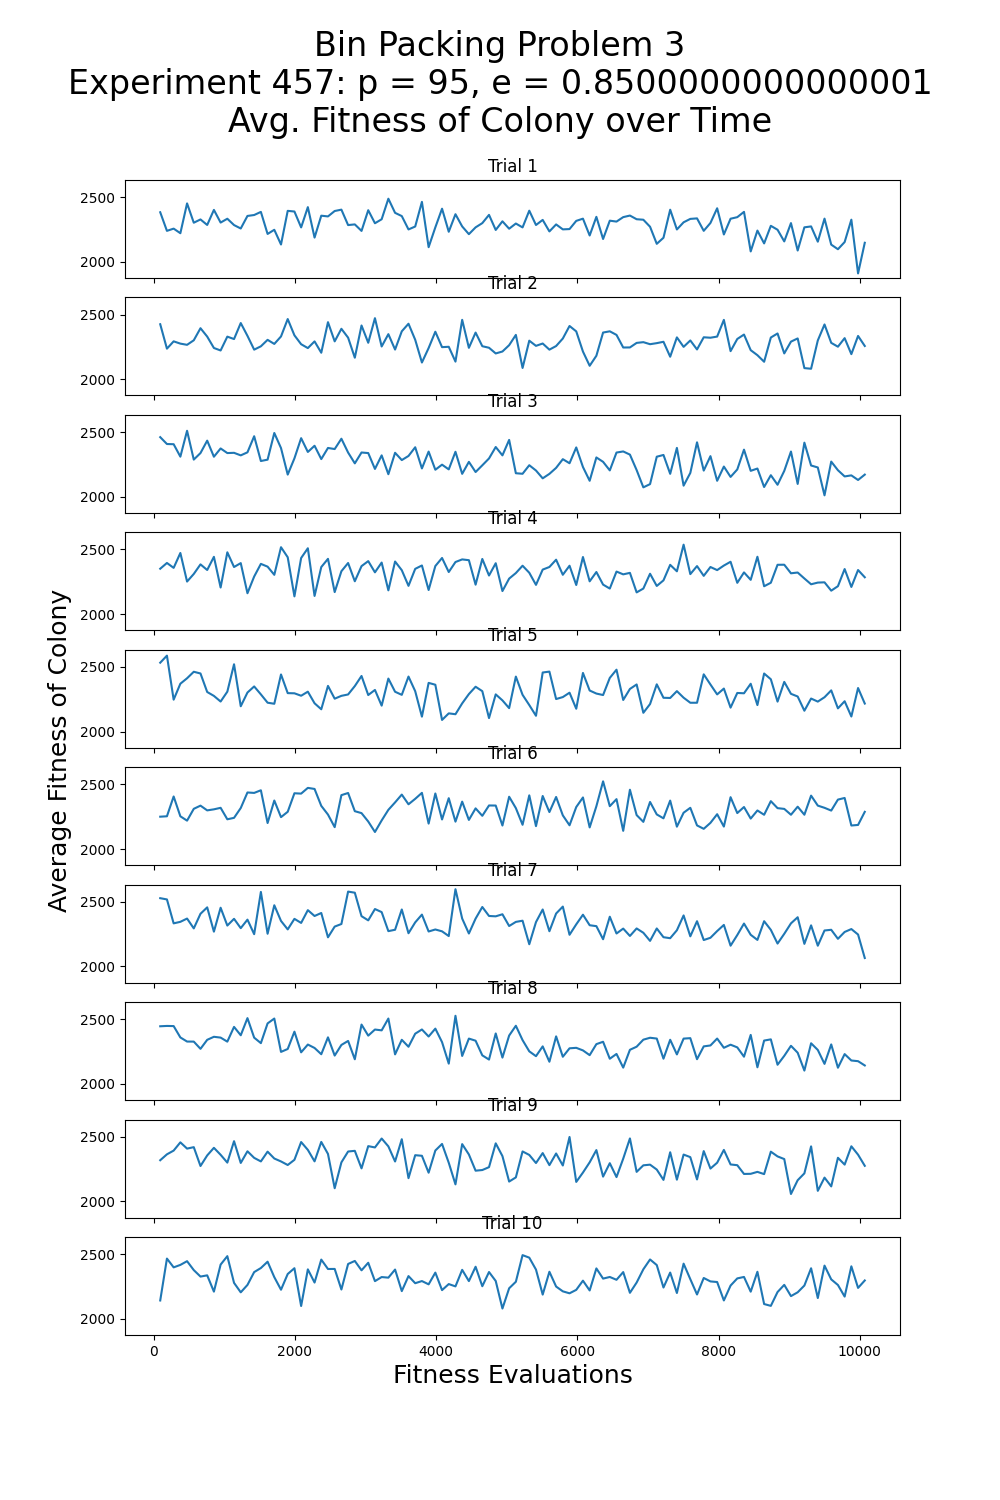 Bin Packing Problem 3
Experiment 457: p = 95, e = 0.8500000000000001
Avg. Fitness of Colony over Time
Trial 1
2500
2000
Trial 2
2500
2000
Trial 3
2500
2000
Trial 4
2500
2000
Trial 5
2500
2000
Trial 6
2500
2000
Trial 7
2500
2000
Trial 8
2500
2000
Trial 9
2500
2000
Trial 10
2500
2000
0 2000 4000 6000 8000 10000
Fitness Evaluations
Average Fitness of Colony